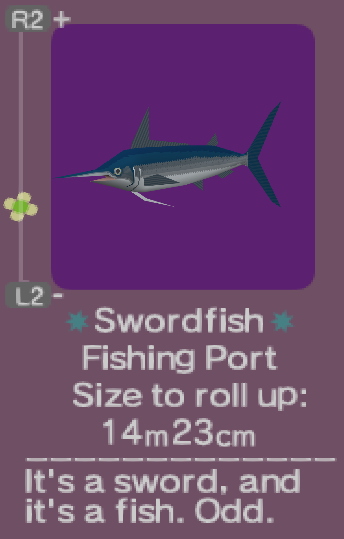 R2 +
L2 -
Swordfish
Fishing Port
Size to roll up:
14m23cm
It's a sword, and
it's a fish. Odd.